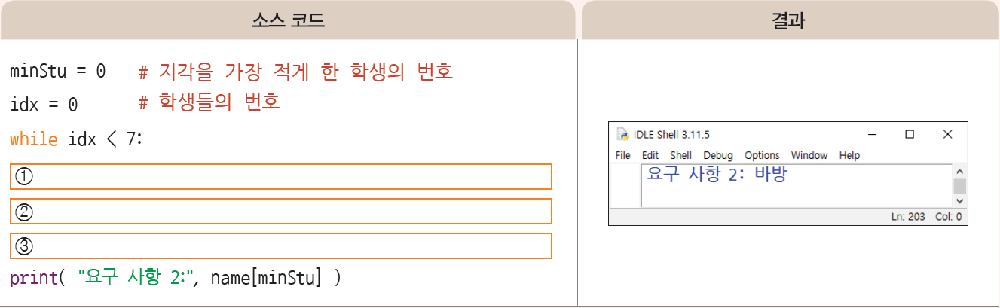 소스 코드
결과
minStu = 0 # 지각을 가장 적게 한 학생의 번호
idx = 0 # 학생들의 번호
while idx < 7:
①
②
③
print( "요구 사항 2:", name[minStu] )
IDLE Shell 3.11.5
File Edit Shell Debug Options Window Help
요구 사항 2: 바방
Ln: 203 Col: 0